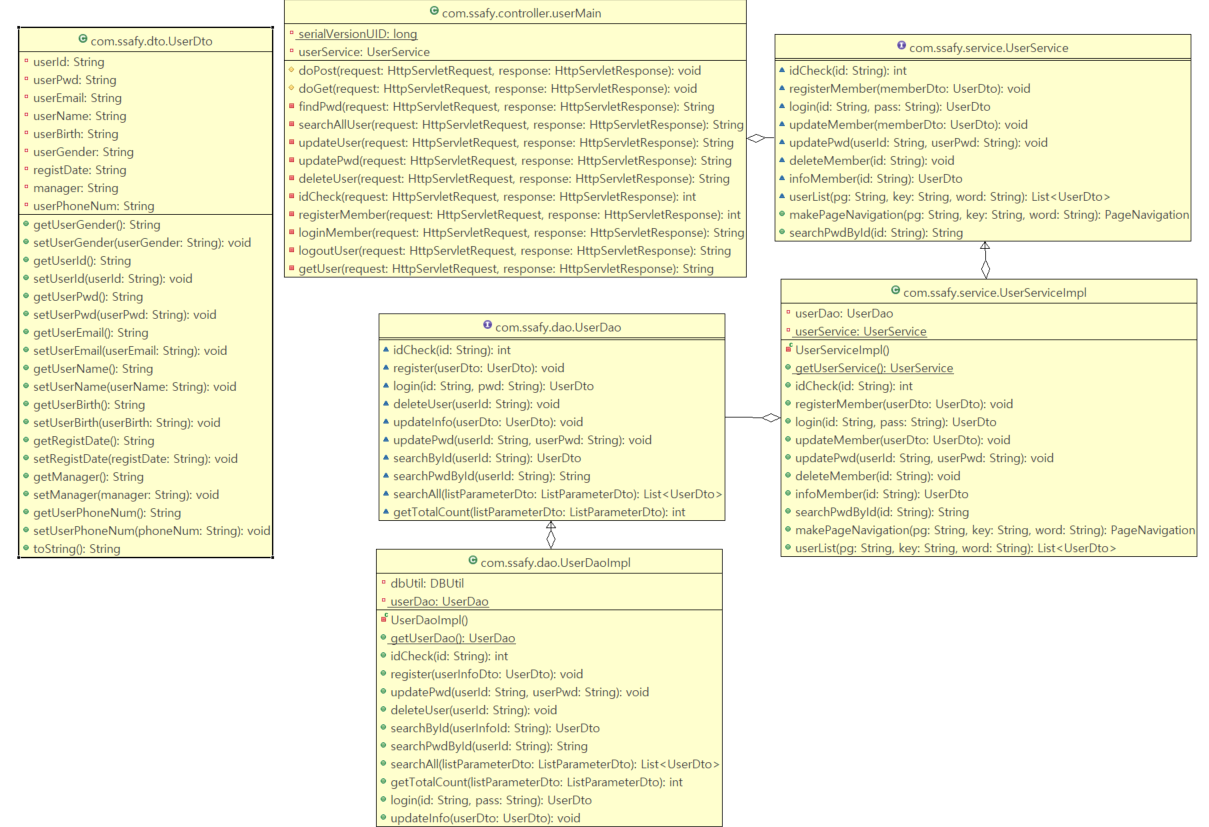 com.ssafy.dto.UserDto
userId: String
userPwd: String
userEmail: String
userName: String
userBirth: String
userGender: String
registDate: String
manager: String
userPhoneNum: String
getUserGender(): String
setUserGender(userGender: String): void
getUserId(): String
setUserId(userId: String): void
getUserPwd(): String
setUserPwd(userPwd: String): void
getUserEmail(): String
setUserEmail(userEmail: String): void
getUserName(): String
setUserName(userName: String): void
getUserBirth(): String
setUserBirth(userBirth: String): void
getRegistDate(): String
setRegistDate(registDate: String): void
getManager(): String
setManager(manager: String): void
getUserPhoneNum(): String
setUserPhoneNum(phoneNum: String): void
toString(): String
com.ssafy.controller.userMain
serialVersionUID: long
userService: UserService
doPost(request: HttpServletRequest, response: HttpServletResponse): void
doGet(request: HttpServletRequest, response: HttpServletResponse): void
findPwd(request: HttpServletRequest, response: HttpServletResponse): String
searchAllUser(request: HttpServletRequest, response: HttpServletResponse): String
updateUser(request: HttpServletRequest, response: HttpServletResponse): String
updatePwd(request: HttpServletRequest, response: HttpServletResponse): String
deleteUser(request: HttpServletRequest, response: HttpServletResponse): String
idCheck(request: HttpServletRequest, response: HttpServletResponse): int
registerMember(request: HttpServletRequest, response: HttpServletResponse): int
loginMember(request: HttpServletRequest, response: HttpServletResponse): String
logoutUser(request: HttpServletRequest, response: HttpServletResponse): String
getUser(request: HttpServletRequest, response: HttpServletResponse): String
com.ssafy.service.UserService
idCheck(id: String): int
registerMember(memberDto: UserDto): void
login(id: String, pass: String): UserDto
updateMember(memberDto: UserDto): void
updatePwd(userId: String, userPwd: String): void
deleteMember(id: String): void
infoMember(id: String): UserDto
userList(pg: String, key: String, word: String): List<UserDto>
makePageNavigation(pg: String, key: String, word: String): PageNavigation
searchPwdById(id: String): String
com.ssafy.service.UserServiceImpl
userDao: UserDao
userService: UserService
UserServiceImpl()
getUserService(): UserService
idCheck(id: String): int
registerMember(userDto: UserDto): void
login(id: String, pass: String): UserDto
updateMember(userDto: UserDto): void
updatePwd(userId: String, userPwd: String): void
deleteMember(id: String): void
infoMember(id: String): UserDto
searchPwdById(id: String): String
makePageNavigation(pg: String, key: String, word: String): PageNavigation
userList(pg: String, key: String, word: String): List<UserDto>
com.ssafy.dao.UserDao
idCheck(id: String): int
register(userDto: UserDto): void
login(id: String, pwd: String): UserDto
deleteUser(userId: String): void
updateInfo(userDto: UserDto): void
updatePwd(userId: String, userPwd: String): void
searchById(userId: String): UserDto
searchPwdById(userId: String): String
searchAll(listParameterDto: ListParameterDto): List<UserDto>
getTotalCount(listParameterDto: ListParameterDto): int
com.ssafy.dao.UserDaoImpl
dbUtil: DBUtil
userDao: UserDao
UserDaoImpl()
getUserDao(): UserDao
idCheck(id: String): int
register(userInfoDto: UserDto): void
updatePwd(userId: String, userPwd: String): void
deleteUser(userId: String): void
searchById(userInfoId: String): UserDto
searchPwdById(userId: String): String
searchAll(listParameterDto: ListParameterDto): List<UserDto>
getTotalCount(listParameterDto: ListParameterDto): int
login(id: String, pass: String): UserDto
updateInfo(userDto: UserDto): void